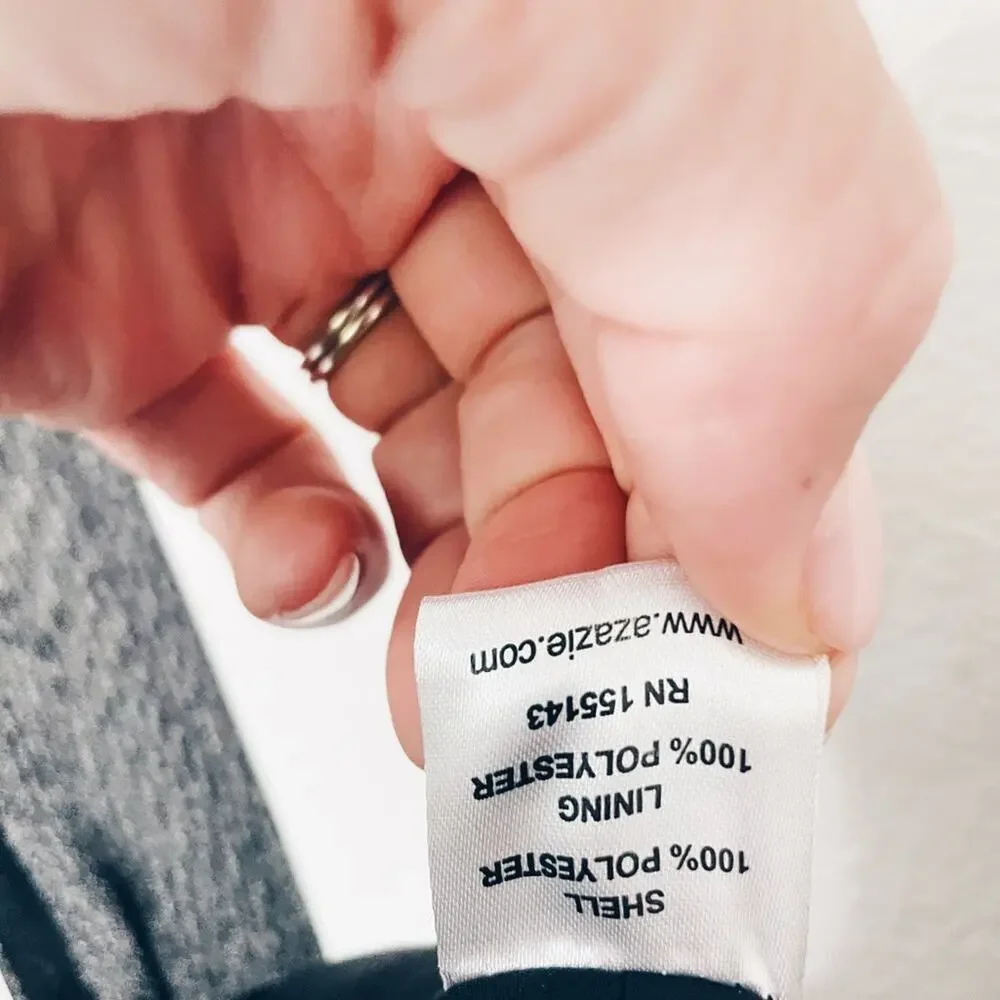 SHELL
100% POLYESTER
LINING
100% POLYESTER
RN 155143
www.azazie.com